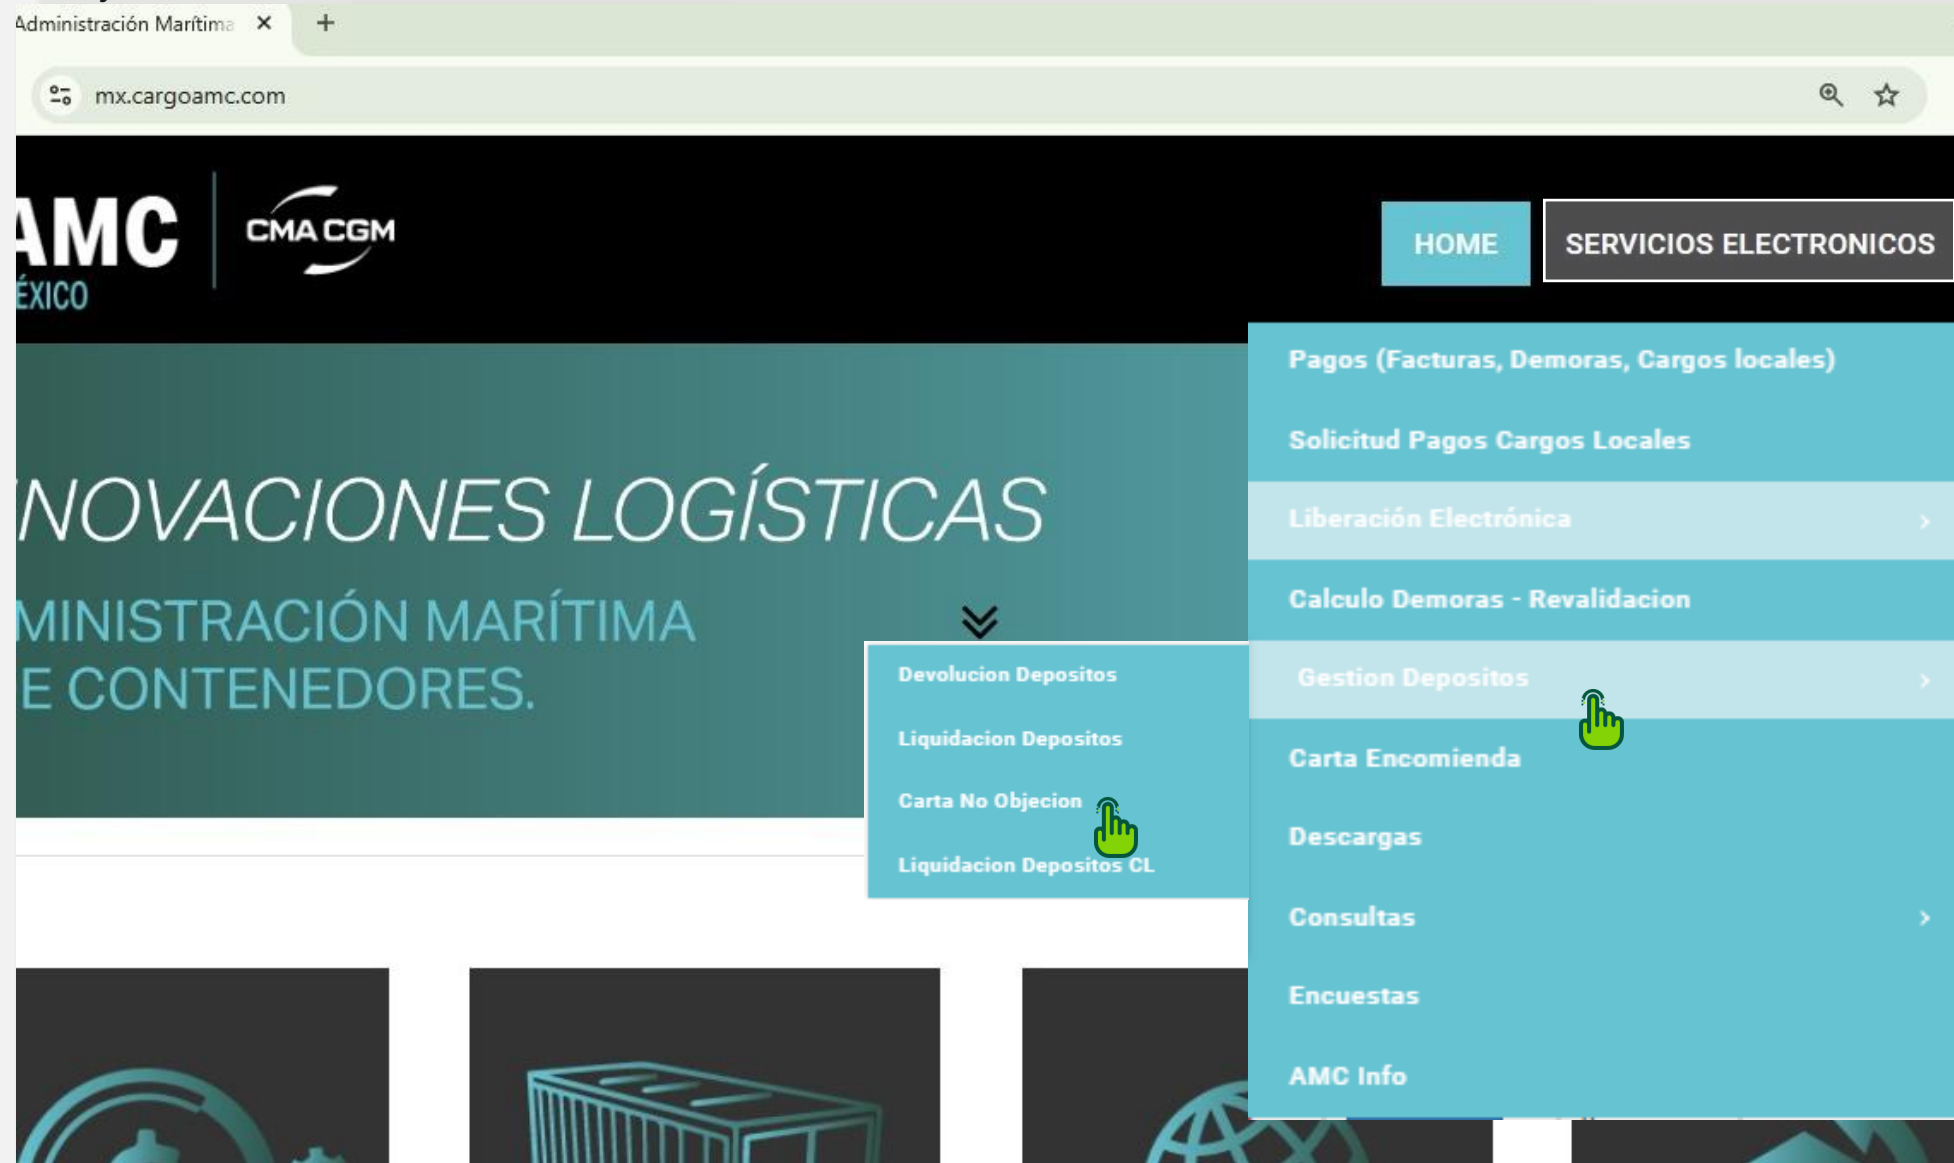 Administración Marítima
mx.cargoamc.com
AMC
ÉXICO
CMA CGM
HOME
SERVICIOS ELECTRONICOS
NOVACIONES LOGÍSTICAS
MINISTRACIÓN MARÍTIMA
E CONTENEDORES.
Pagos (Facturas, Demoras, Cargos locales)
Solicitud Pagos Cargos Locales
Liberación Electrónica
Calculo Demoras - Revalidacion
Gestion Depositos
Carta Encomienda
Descargas
Consultas
Encuestas
AMC Info
Devolucion Depositos
Liquidacion Depositos
Carta No Objecion
Liquidacion Depositos CL